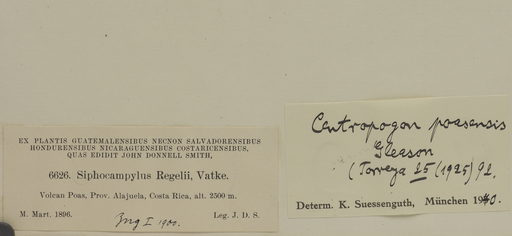 EX PLANTIS GUATEMALENSIBUS NECNON SALVADORENSIBUS
HONDURENSIBUS NICARAGUENSIBUS COSTARICENSIBUS,
QUAS EDIDIT JOHN DONNELL SMITH,
6626. Siphocampylus Regelii, Vatke.
Volcan Poas, Prov. Alajuela, Costa Rica, alt. 2500 m.
M. Mart. 1896. Leg. J. D. S.
I 1900.
Centropogon poasensis
Gleason
(Torreya 25 (1925) 92.
Determ. K. Suessenguth, München 1940.